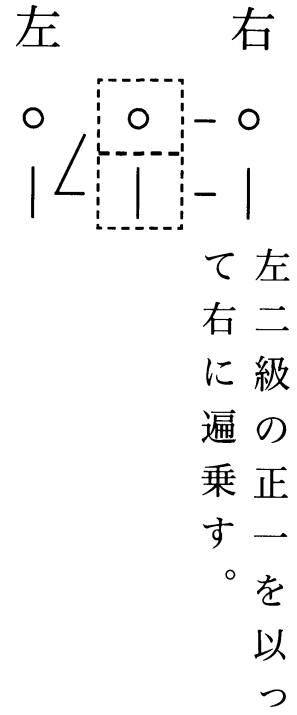 右
左
左二級の正一を以っ
て右に遍乗す。